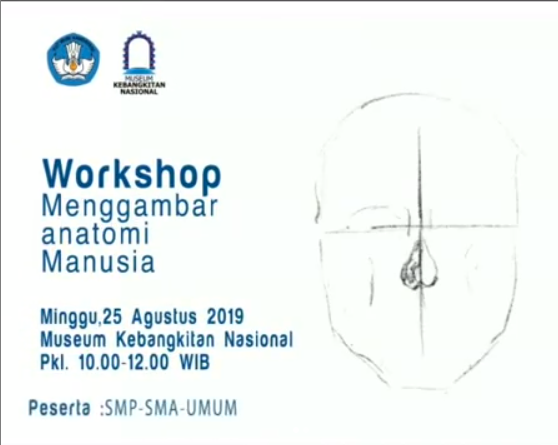 MUSEUM
KEBANGKITAN
NASIONAL
Workshop
Menggambar
anatomi
Manusia
Minggu,25 Agustus 2019
Museum Kebangkitan Nasional
Pkl. 10.00-12.00 WIB
Peserta :SMP-SMA-UMUM